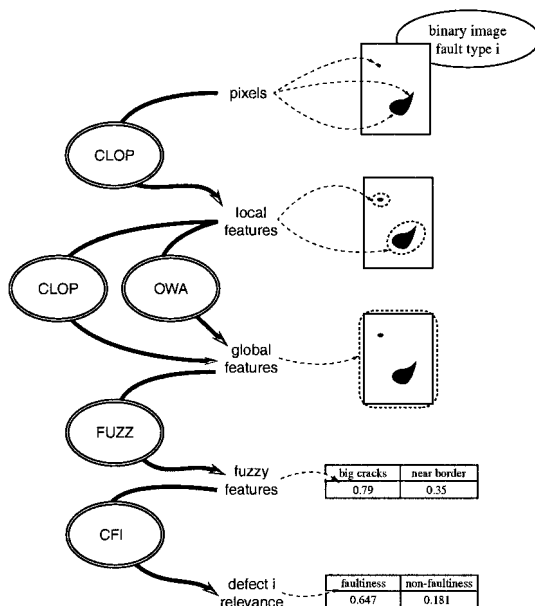 binary image
fault type i
pixels
CLOP
local
features
CLOP
OWA
global
features
FUZZ
fuzzy
features
big cracks
near border
0.79
0.35
CFI
defect i
relevance
faultiness
non-faultiness
0.647
0.181